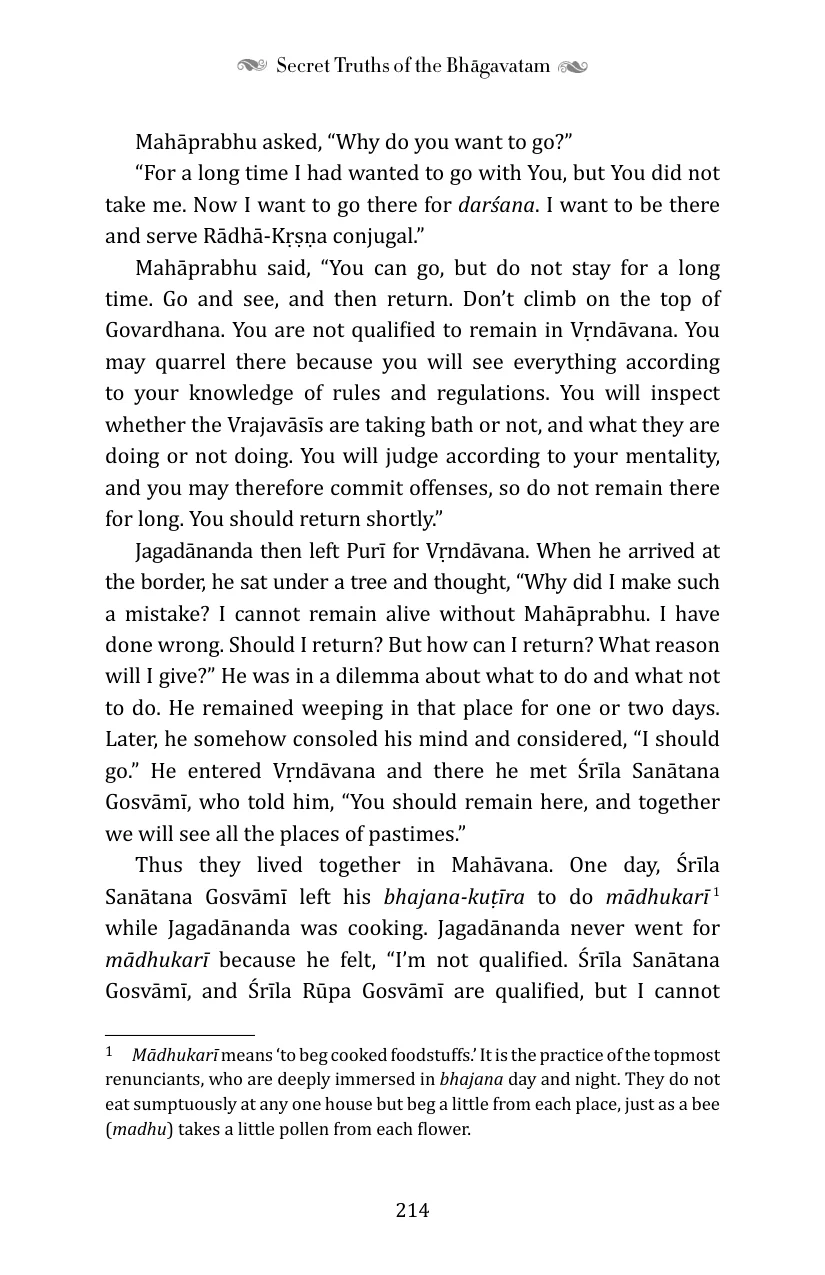 Secret Truths of the Bhāgavatam
Mahāprabhu asked, “Why do you want to go?”
“For a long time I had wanted to go with You, but You did not
take me. Now I want to go there for darśana. I want to be there
and serve Rādhā-Kṛṣṇa conjugal.”
Mahāprabhu said, “You can go, but do not stay for a long
time. Go and see, and then return. Don’t climb on the top of
Govardhana. You are not qualified to remain in Vṛndāvana. You
may quarrel there because you will see everything according
to your knowledge of rules and regulations. You will inspect
whether the Vrajavāsīs are taking bath or not, and what they are
doing or not doing. You will judge according to your mentality,
and you may therefore commit offenses, so do not remain there
for long. You should return shortly.”
Jagadānanda then left Purī for Vṛndāvana. When he arrived at
the border, he sat under a tree and thought, “Why did I make such
a mistake? I cannot remain alive without Mahāprabhu. I have
done wrong. Should I return? But how can I return? What reason
will I give?” He was in a dilemma about what to do and what not
to do. He remained weeping in that place for one or two days.
Later, he somehow consoled his mind and considered, “I should
go.” He entered Vṛndāvana and there he met Śrīla Sanātana
Gosvāmī, who told him, “You should remain here, and together
we will see all the places of pastimes.”
Thus they lived together in Mahāvana. One day, Śrīla
Sanātana Gosvāmī left his bhajana-kuṭīra to do mādhukarī 1
while Jagadānanda was cooking. Jagadānanda never went for
mādhukarī because he felt, “I’m not qualified. Śrīla Sanātana
Gosvāmī, and Śrīla Rūpa Gosvāmī are qualified, but I cannot
1 Mādhukarī means ‘to beg cooked foodstuffs.’ It is the practice of the topmost
renunciants, who are deeply immersed in bhajana day and night. They do not
eat sumptuously at any one house but beg a little from each place, just as a bee
(madhu) takes a little pollen from each flower.
214